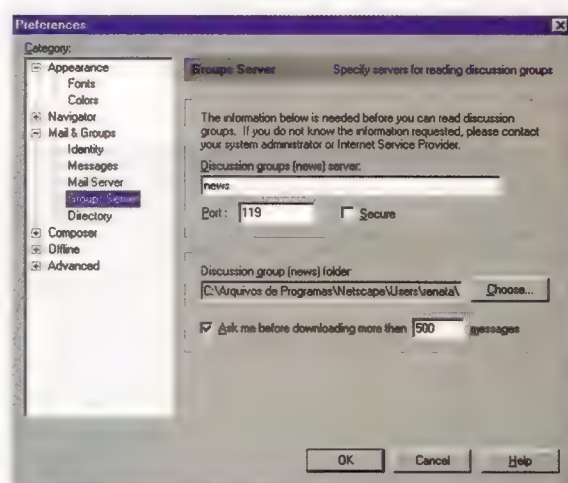 Preferences
Category:
Appearance
Fonts
Colors
Navigator
Mail & Groups
Identity
Messages
Mail Server
Groups Server
Directory
Composer
Offline
Advanced
Groups Server Specify servers for reading discussion groups
The information below is needed before you can read discussion
groups. If you do not know the information requested, please contact
your system administrator or Internet Service Provider.
Discussion groups (news) server:
news
Port: 119 Secure
Discussion group (news) folder
C:\Arquivos de Programas\Netscape\Users\renata\ Choose...
Ask me before downloading more than 500 messages
OK Cancel Help